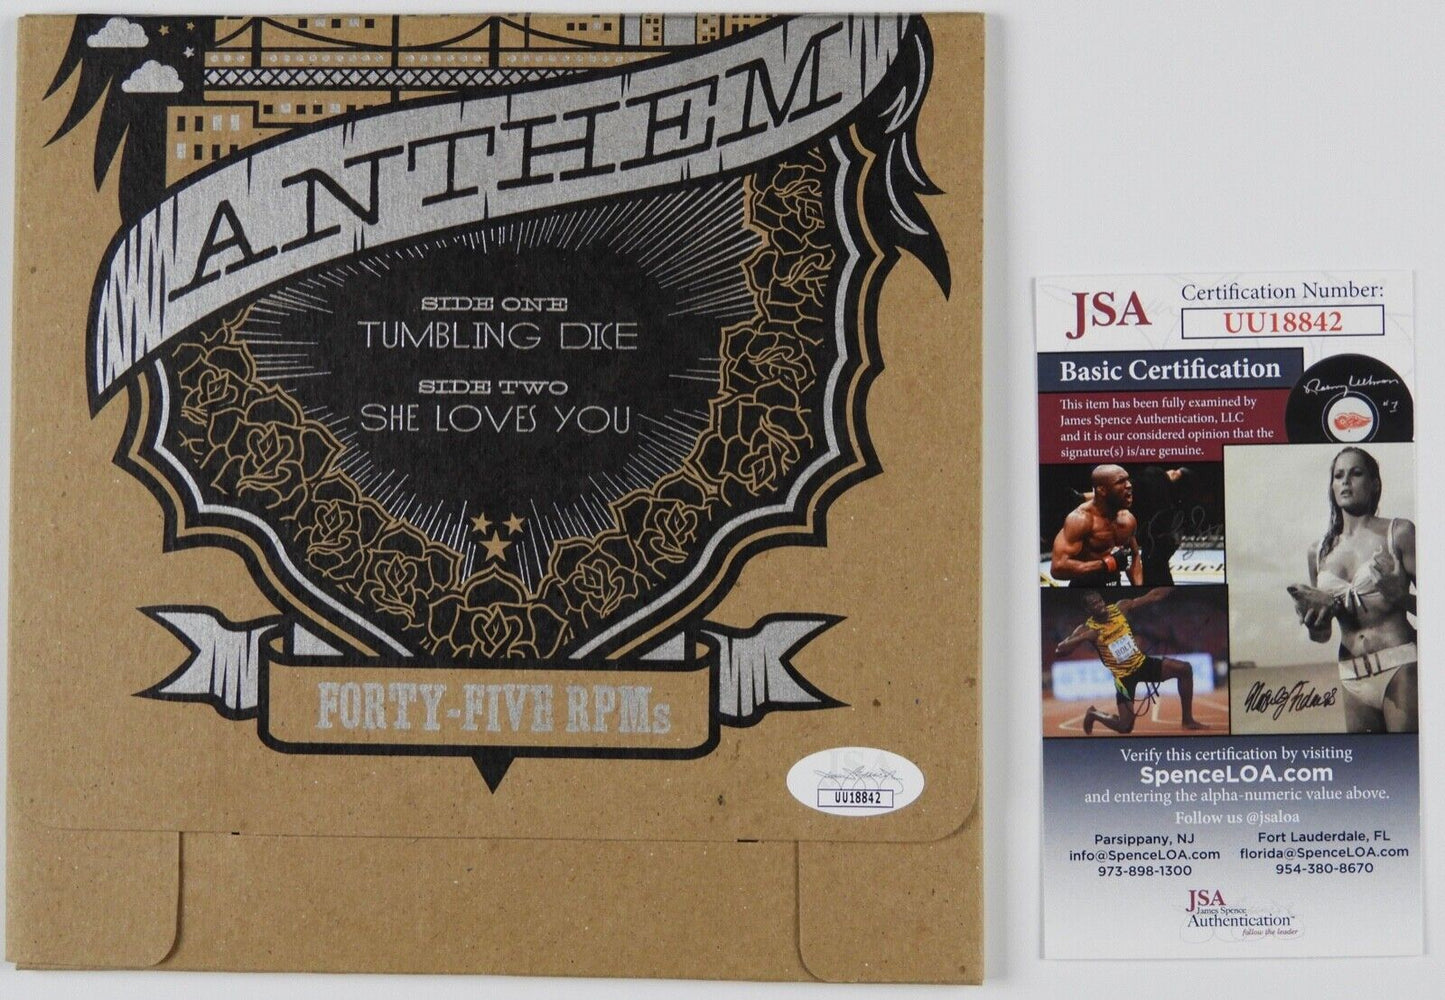 ANTHEM
SIDE ONE
TUMBLING DICE
SIDE TWO
SHE LOVES YOU
FORTY-FIVE RPMs
UU18842
JSA
Certification Number:
UU18842
Basic Certification
This item has been fully examined by
James Spence Authentication, LLC
and it is our considered opinion that the
signature(s) is/are genuine.
#7
BOLT
Verify this certification by visiting
SpenceLOA.com
and entering the alpha-numeric value above.
Follow us @jsaloa
Parsippany, NJ
info@SpenceLOA.com
973-898-1300
Fort Lauderdale, FL
florida@SpenceLOA.com
954-380-8670
JSA
James Spence
Authentication™
follow the leader